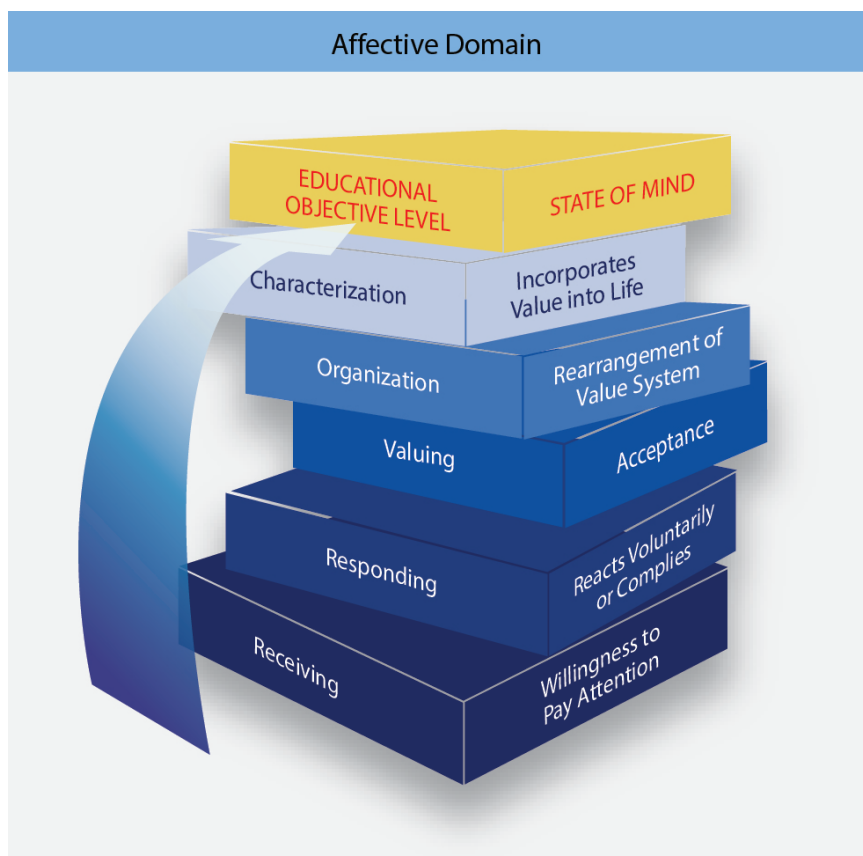 Affective Domain
EDUCATIONAL
OBJECTIVE LEVEL
STATE OF MIND
Characterization
Incorporates
Value into Life
Organization
Rearrangement of
Value System
Valuing
Acceptance
Responding
Reacts Voluntarily
or Complies
Receiving
Willingness to
Pay Attention